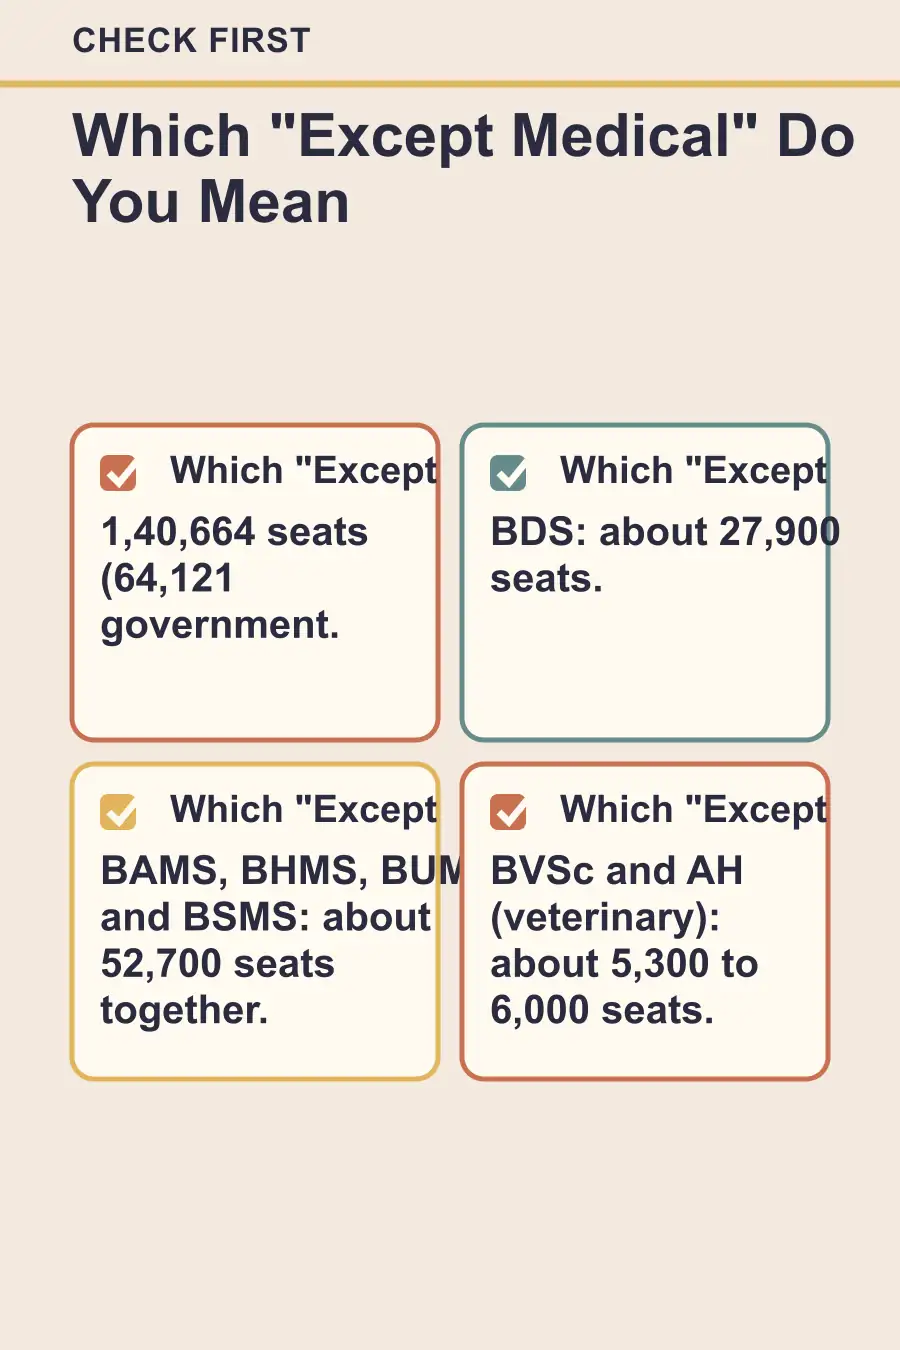 CHECK FIRST
Which "Except Medical" Do
You Mean
Which "Except
1,40,664 seats
(64,121
government.
Which "Except
BDS: about 27,900
seats.
Which "Except
BAMS, BHMS, BUM
and BSMS: about
52,700 seats
together.
Which "Except
BVSc and AH
(veterinary):
about 5,300 to
6,000 seats.